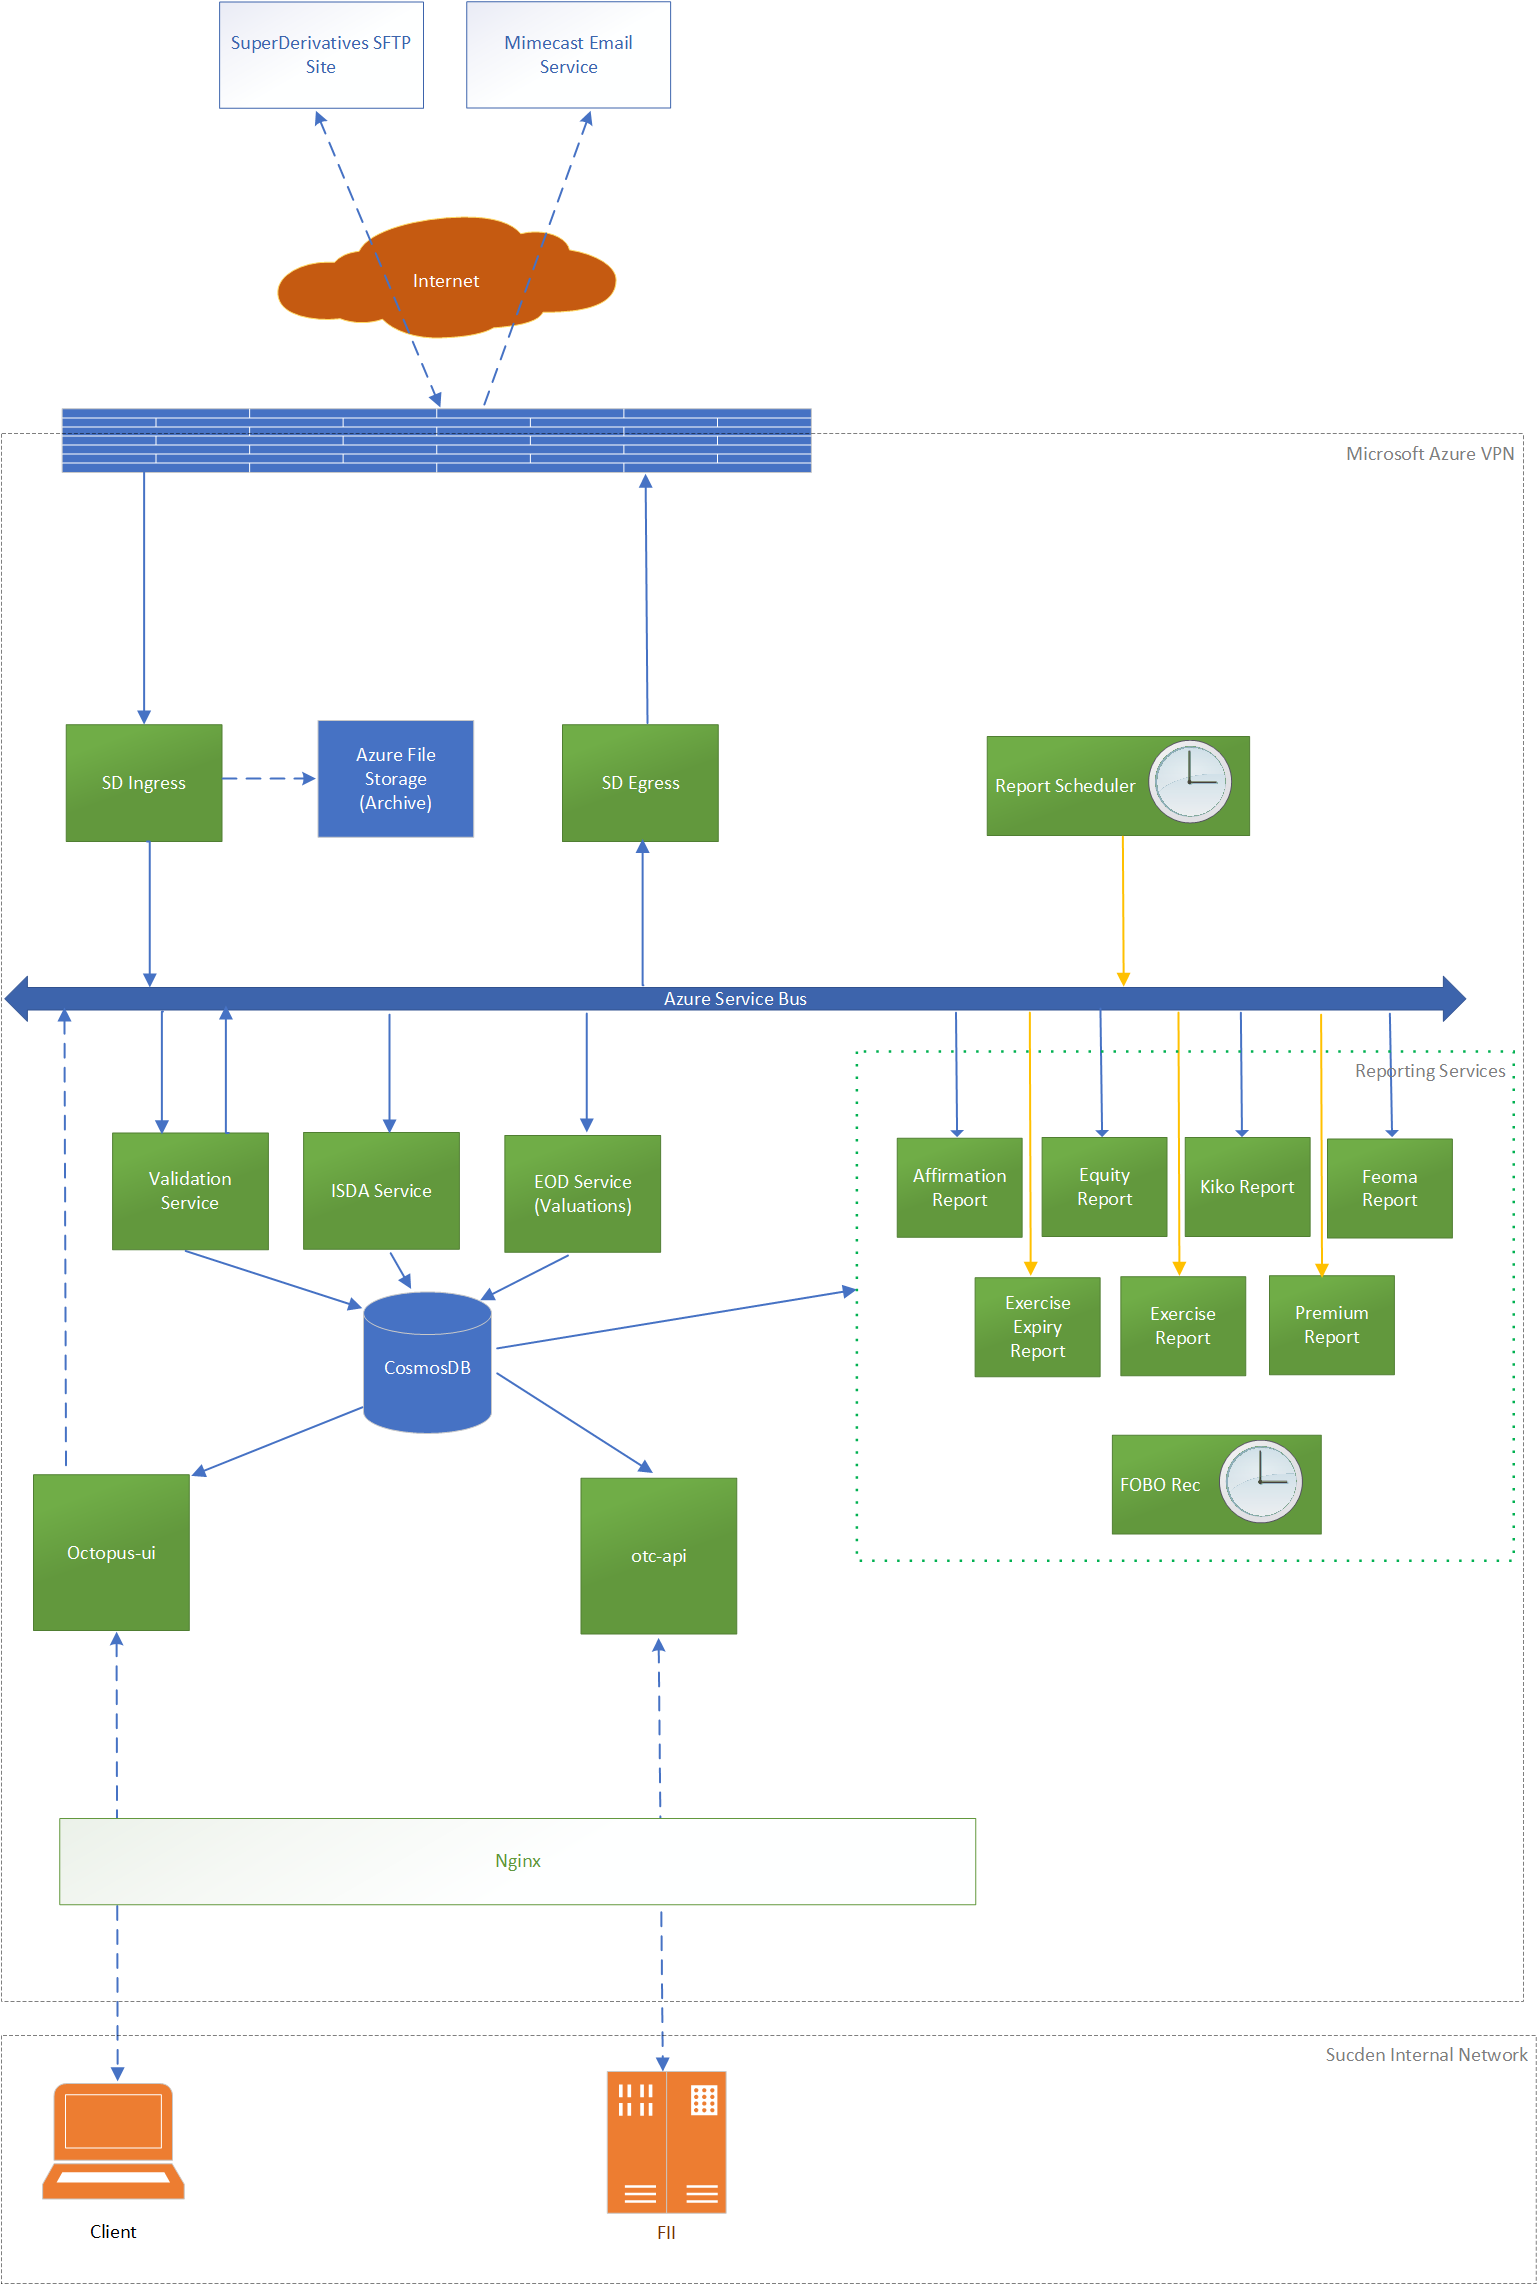 SuperDerivatives SFTP
Site
Mimecast Email
Service
Internet
Microsoft Azure VPN
SD Ingress
Azure File
Storage
(Archive)
SD Egress
Report Scheduler
Azure Service Bus
Reporting Services
Validation
Service
ISDA Service
EOD Service
(Valuations)
Affirmation
Report
Equity
Report
Kiko Report
Feoma
Report
Exercise
Expiry
Report
Exercise
Report
Premium
Report
CosmosDB
FOBO Rec
Octopus-ui
otc-api
Nginx
Sucden Internal Network
Client
FII